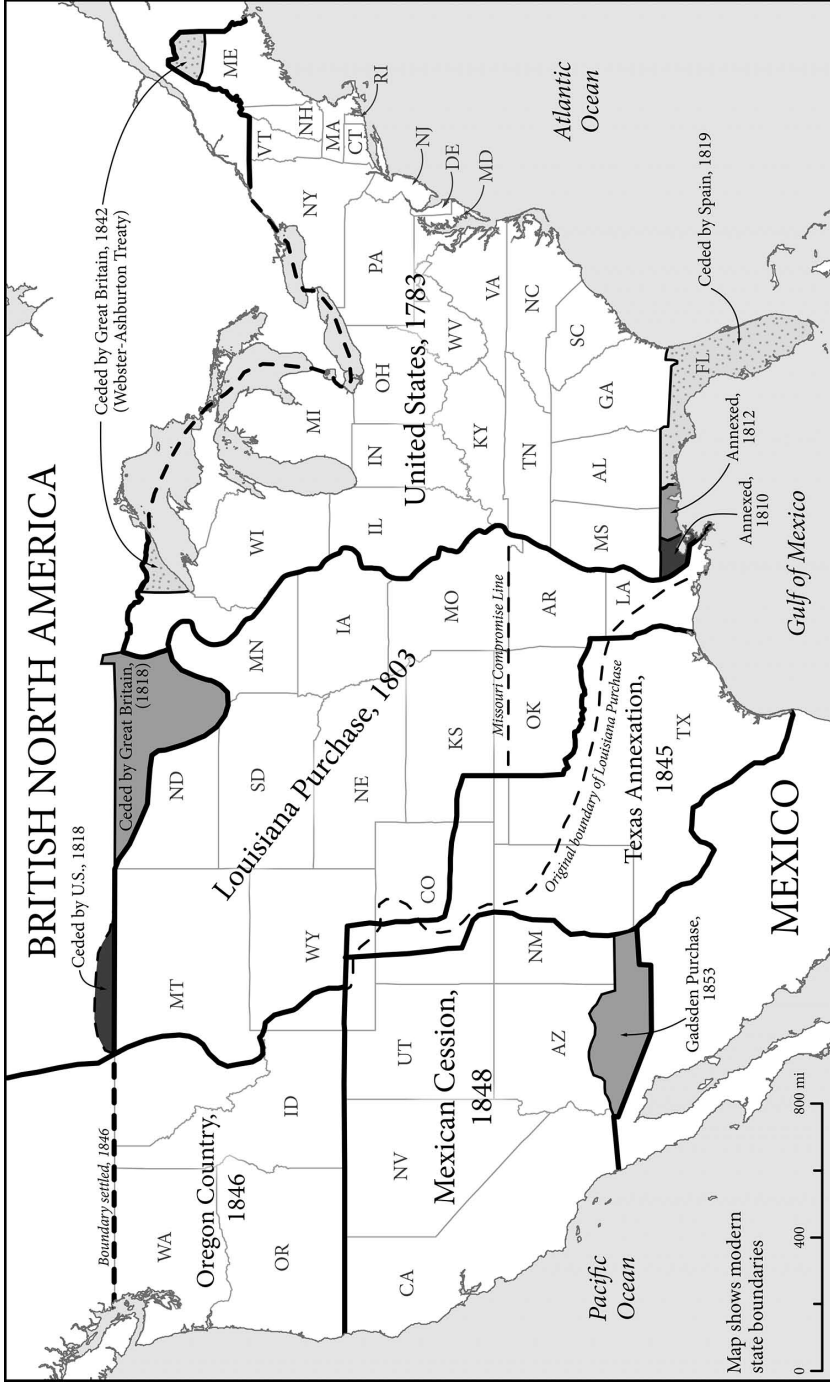 BRITISH NORTH AMERICA
Ceded by U.S., 1818
Ceded by Great Britain,
(1818)
Ceded by Great Britain, 1842
(Webster-Ashburton Treaty)
Boundary settled, 1846
WA
Oregon Country,
1846
OR
ID
MT
WY
ND
SD
NE
MN
IA
WI
MI
Louisiana Purchase, 1803
ME
VT
NH
MA
CT
RI
NY
PA
NJ
DE
MD
OH
IN
IL
United States, 1783
WV
VA
KY
NC
TN
SC
GA
AL
MS
FL
CA
NV
UT
CO
Mexican Cession,
1848
AZ
NM
KS
MO
Missouri Compromise Line
OK
AR
LA
Original boundary of Louisiana Purchase
Texas Annexation,
1845
TX
Gadsden Purchase,
1853
Annexed,
1810
Annexed,
1812
Ceded by Spain, 1819
MEXICO
Pacific
Ocean
Atlantic
Ocean
Gulf of Mexico
Map shows modern
state boundaries
0
400
800 mi